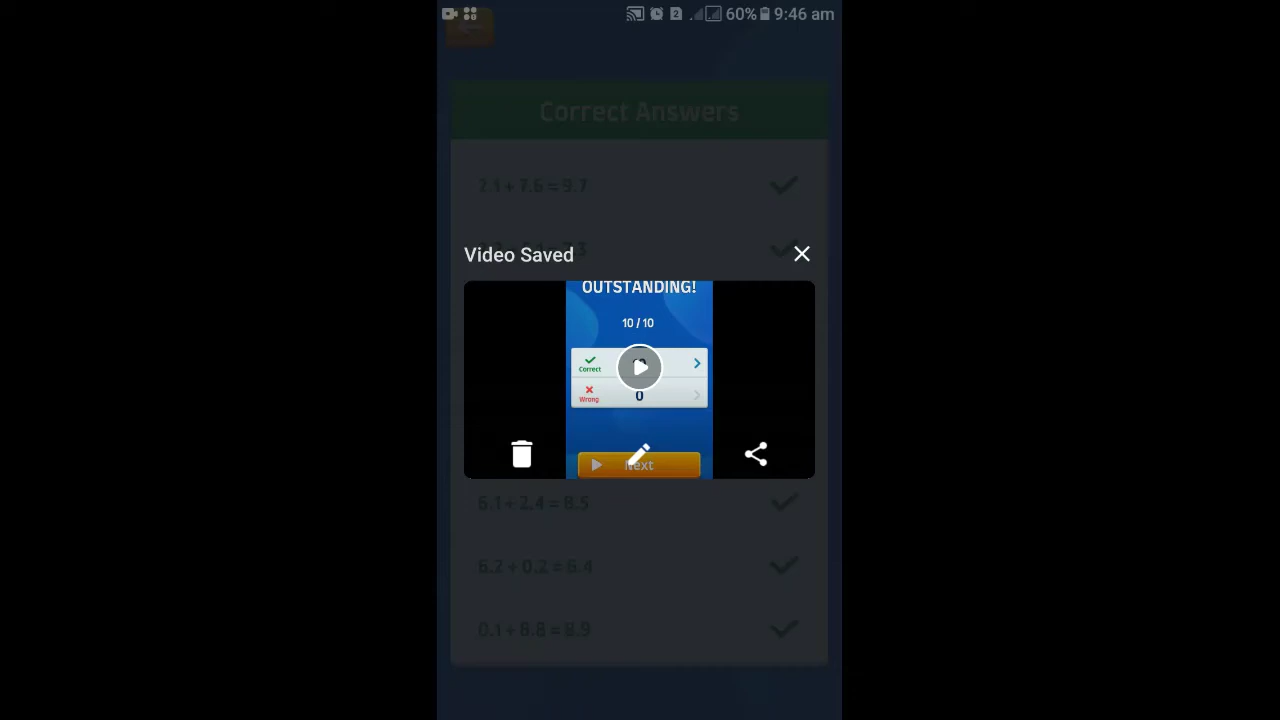 60% 9:46 am
Correct Answers
2.1 + 7.6 = 9.7
Video Saved
OUTSTANDING!
10 / 10
Correct
Wrong 0
Next
6.1 + 2.4 = 8.5
6.2 + 0.2 = 6.4
0.1 + 8.8 = 8.9